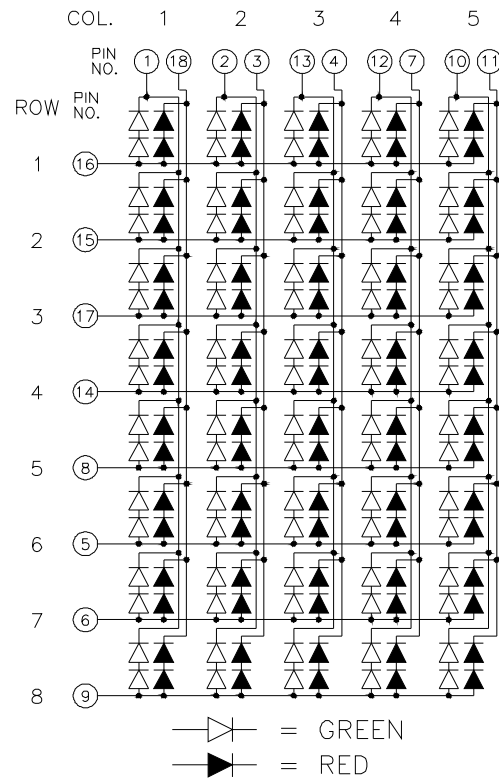 COL. 1 2 3 4 5
PIN NO. 1 18 2 3 13 4 12 7 10 11
ROW PIN NO.
1 16
2 15
3 17
4 14
5 8
6 5
7 6
8 9
= GREEN
= RED